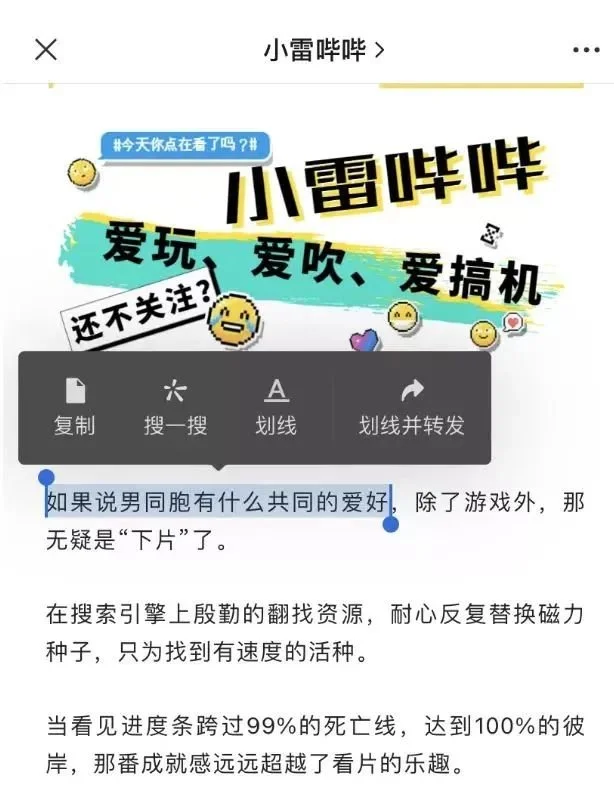 小雷哔哔
#今天你点在看了吗？#
小雷哔哔
爱玩、爱吹、爱搞机
还不关注？
复制 搜一搜 划线 划线并转发
如果说男同胞有什么共同的爱好，除了游戏外，那
无疑是“下片”了。
在搜索引擎上殷勤的翻找资源，耐心反复替换磁力
种子，只为找到有速度的活种。
当看见进度条跨过99%的死亡线，达到100%的彼
岸，那番成就感远远超越了看片的乐趣。